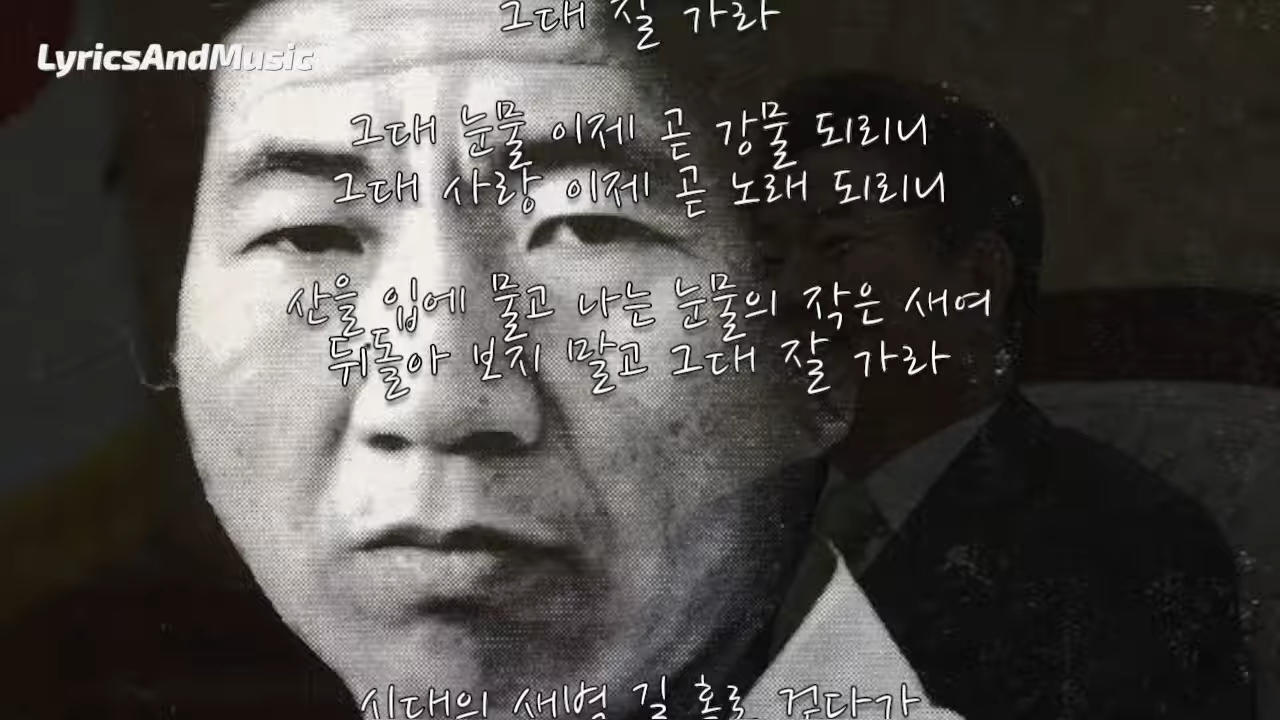 그대 잘 가라
LyricsAndMusic
그대 눈물 이제 곧 강물 되리니
그대 사랑 이제 곧 노래 되리니
산을 입에 물고 나는 눈물의 작은 새여
뒤돌아 보지 말고 그대 잘 가라
시대의 새벽 길 홀로 걷다가